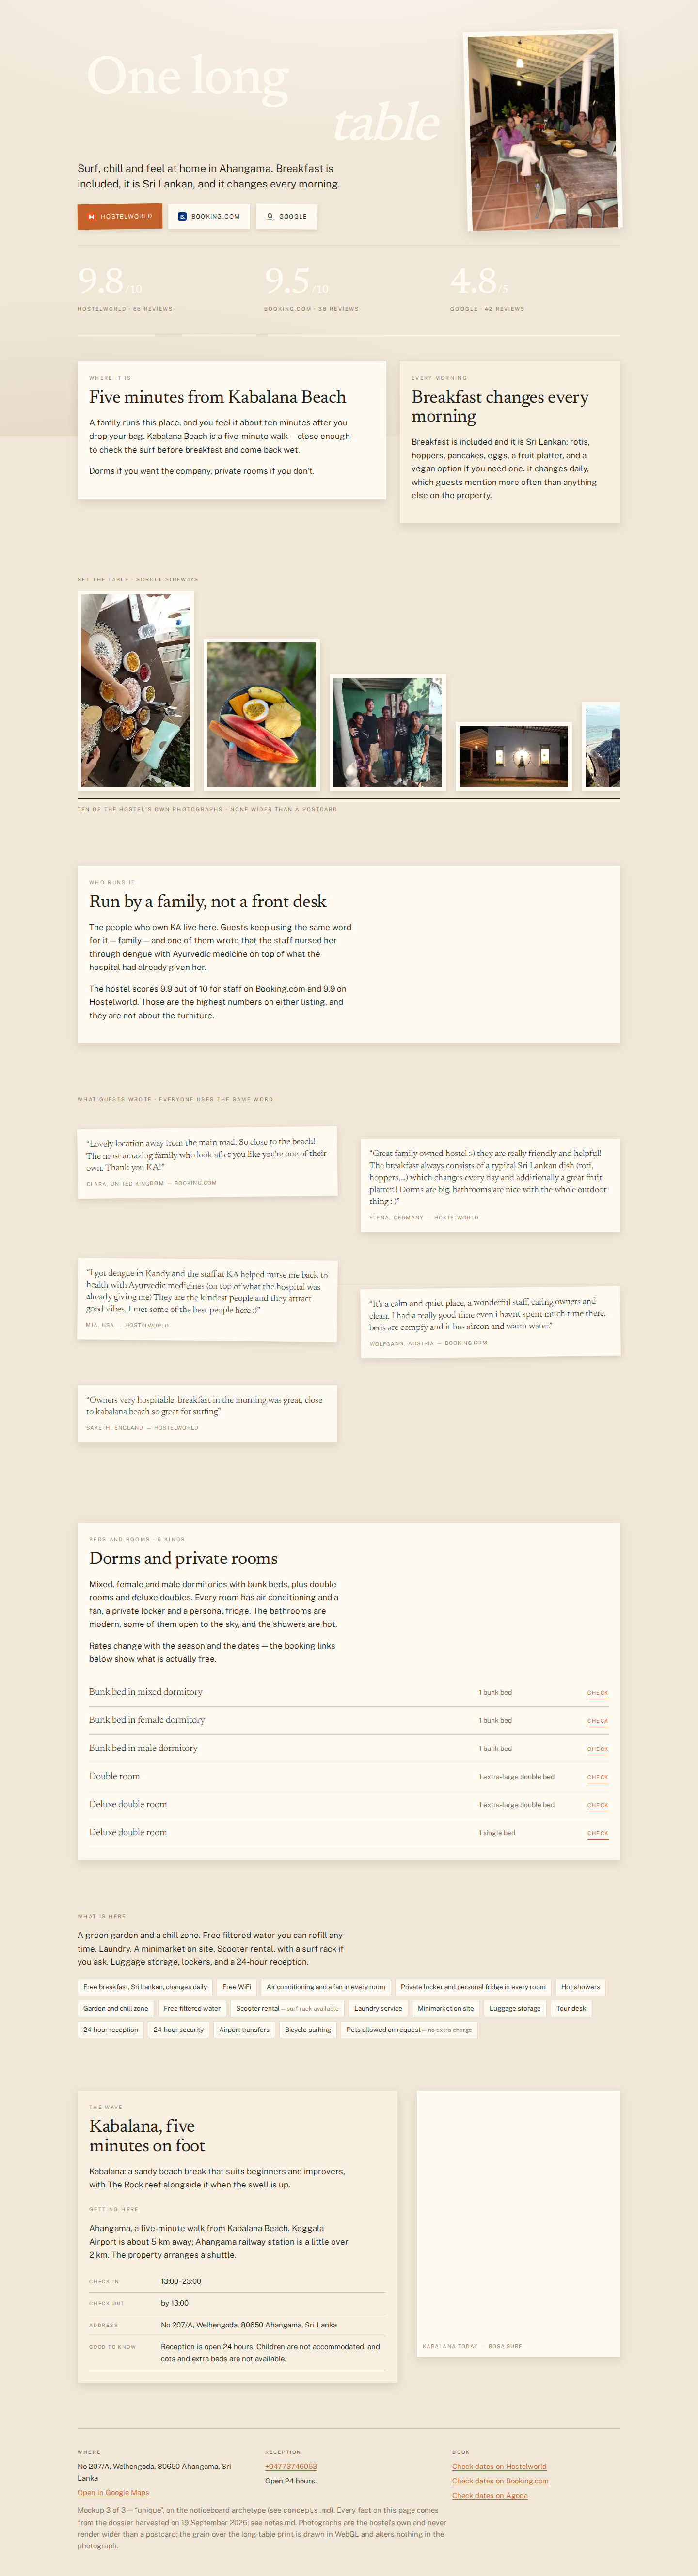 One long
table
Surf, chill and feel at home in Ahangama. Breakfast is
included, it is Sri Lankan, and it changes every morning.
H HOSTELWORLD
B. BOOKING.COM
G GOOGLE
9.8/10
HOSTELWORLD · 86 REVIEWS
9.5/10
BOOKING.COM · 38 REVIEWS
4.8/5
GOOGLE · 42 REVIEWS
WHERE IT IS
Five minutes from Kabalana Beach
A family runs this place, and you feel it about ten minutes after you
drop your bag. Kabalana Beach is a five-minute walk — close enough
to check the surf before breakfast and come back wet.
Dorms if you want the company, private rooms if you don't.
EVERY MORNING
Breakfast changes every
morning
Breakfast is included and it is Sri Lankan: rotis,
hoppers, pancakes, eggs, a fruit platter, and a
vegan option if you need one. It changes daily,
which guests mention more often than anything
else on the property.
SET THE TABLE · SCROLL SIDEWAYS
TEN OF THE HOSTEL'S OWN PHOTOGRAPHS · NONE WIDER THAN A POSTCARD
WHO RUNS IT
Run by a family, not a front desk
The people who own KA live here. Guests keep using the same word
for it — family — and one of them wrote that the staff nursed her
through dengue with Ayurvedic medicine on top of what the
hospital had already given her.
The hostel scores 9.9 out of 10 for staff on Booking.com and 9.9 on
Hostelworld. Those are the highest numbers on either listing, and
they are not about the furniture.
WHAT GUESTS WROTE · EVERYONE USES THE SAME WORD
“Lovely location away from the main road. So close to the beach!
The most amazing family who look after you like you're one of their
own. Thank you KA!”
CLARA, UNITED KINGDOM — BOOKING.COM
“Great family owned hostel :-) they are really friendly and helpful!
The breakfast always consists of a typical Sri Lankan dish (roti,
hoppers,...) which changes every day and additionally a great fruit
platter!! Dorms are big, bathrooms are nice with the whole outdoor
thing :-)”
ELENA, GERMANY — HOSTELWORLD
“I got dengue in Kandy and the staff at KA helped nurse me back to
health with Ayurvedic medicines (on top of what the hospital was
already giving me) They are the kindest people and they attract
good vibes. I met some of the best people here :)”
MIA, USA — HOSTELWORLD
“It's a calm and quiet place, a wonderful staff, caring owners and
clean. I had a really good time even i havnt spent much time there.
beds are compfy and it has aircon and warm water.”
WOLFGANG, AUSTRIA — BOOKING.COM
“Owners very hospitable, breakfast in the morning was great, close
to kabalana beach so great for surfing”
SAKETH, ENGLAND — HOSTELWORLD
BEDS AND ROOMS · 6 KINDS
Dorms and private rooms
Mixed, female and male dormitories with bunk beds, plus double
rooms and deluxe doubles. Every room has air conditioning and a
fan, a private locker and a personal fridge. The bathrooms are
modern, some of them open to the sky, and the showers are hot.
Rates change with the season and the dates — the booking links
below show what is actually free.
Bunk bed in mixed dormitory 1 bunk bed CHECK
Bunk bed in female dormitory 1 bunk bed CHECK
Bunk bed in male dormitory 1 bunk bed CHECK
Double room 1 extra-large double bed CHECK
Deluxe double room 1 extra-large double bed CHECK
Deluxe double room 1 single bed CHECK
WHAT IS HERE
A green garden and a chill zone. Free filtered water you can refill any
time. Laundry. A minimarket on site. Scooter rental, with a surf rack if
you ask. Luggage storage, lockers, and a 24-hour reception.
Free breakfast, Sri Lankan, changes daily Free WiFi Air conditioning and a fan in every room Private locker and personal fridge in every room Hot showers
Garden and chill zone Free filtered water Scooter rental — surf rack available Laundry service Minimarket on site Luggage storage Tour desk
24-hour reception 24-hour security Airport transfers Bicycle parking Pets allowed on request — no extra charge
THE WAVE
Kabalana, five
minutes on foot
Kabalana: a sandy beach break that suits beginners and improvers,
with The Rock reef alongside it when the swell is up.
GETTING HERE
Ahangama, a five-minute walk from Kabalana Beach. Koggala
Airport is about 5 km away; Ahangama railway station is a little over
2 km. The property arranges a shuttle.
CHECK IN 13:00–23:00
CHECK OUT by 13:00
ADDRESS No 207/A, Welhengoda, 80650 Ahangama, Sri Lanka
GOOD TO KNOW Reception is open 24 hours. Children are not accommodated, and
cots and extra beds are not available.
KABALANA TODAY — ROSA.SURF
WHERE
No 207/A, Welhengoda, 80650 Ahangama, Sri
Lanka
Open in Google Maps
RECEPTION
+94773746053
Open 24 hours.
BOOK
Check dates on Hostelworld
Check dates on Booking.com
Check dates on Agoda
Mockup 3 of 3 — “unique”, on the noticeboard archetype (see concepts.md). Every fact on this page comes
from the dossier harvested on 19 September 2026; see notes.md. Photographs are the hostel's own and never
render wider than a postcard; the grain over the long-table print is drawn in WebGL and alters nothing in the
photograph.